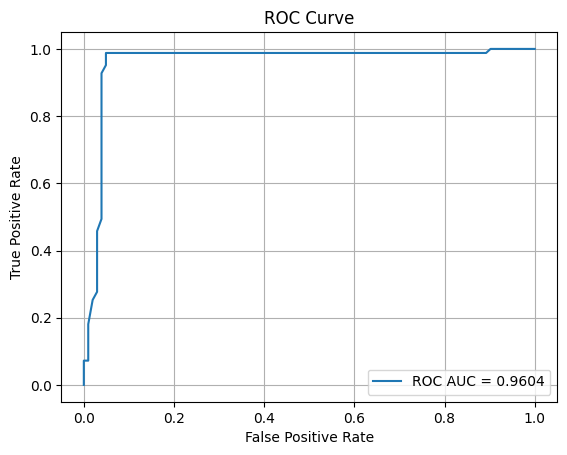 ROC Curve
True Positive Rate
1.0
0.8
0.6
0.4
0.2
0.0
ROC AUC = 0.9604
0.0 0.2 0.4 0.6 0.8 1.0
False Positive Rate